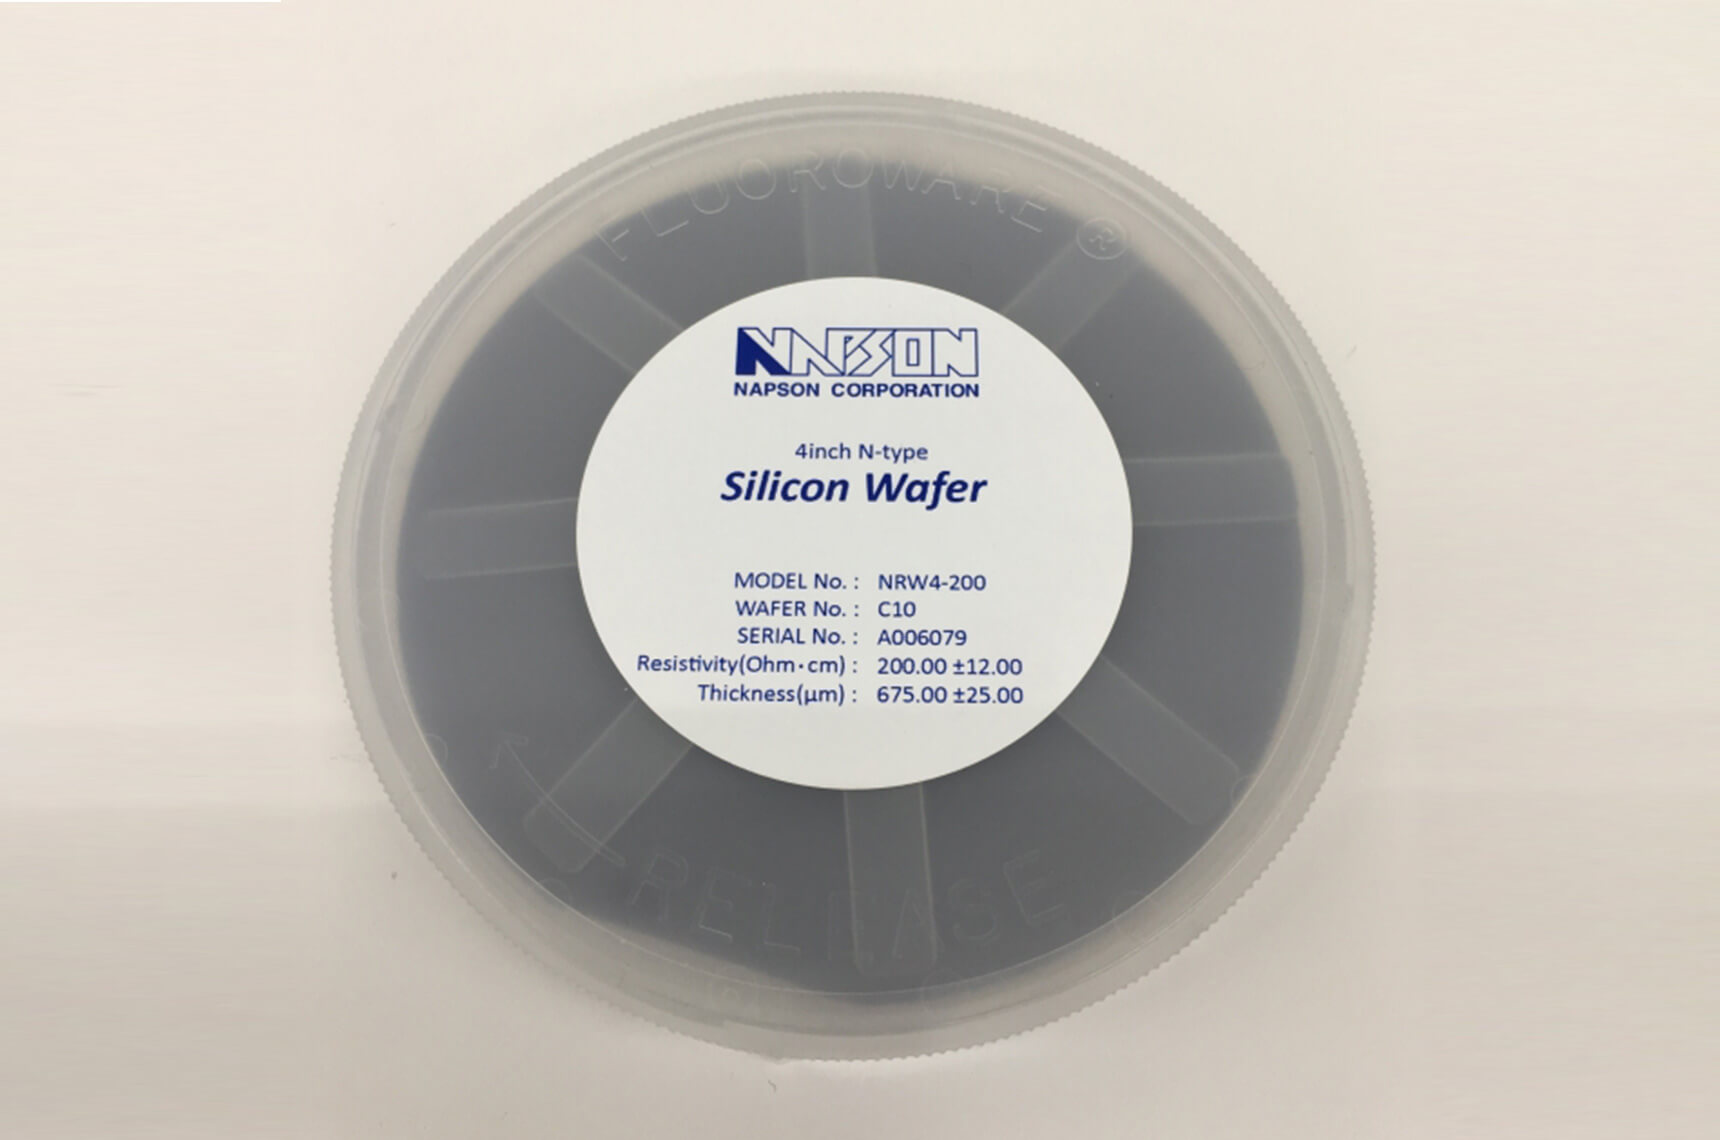 FLUOROWARE ®
NAPSON
NAPSON CORPORATION
4inch N-type
Silicon Wafer
MODEL No. : NRW4-200
WAFER No. : C10
SERIAL No. : A006079
Resistivity(Ohm･cm) : 200.00 ±12.00
Thickness(μm) : 675.00 ±25.00
RELEASE